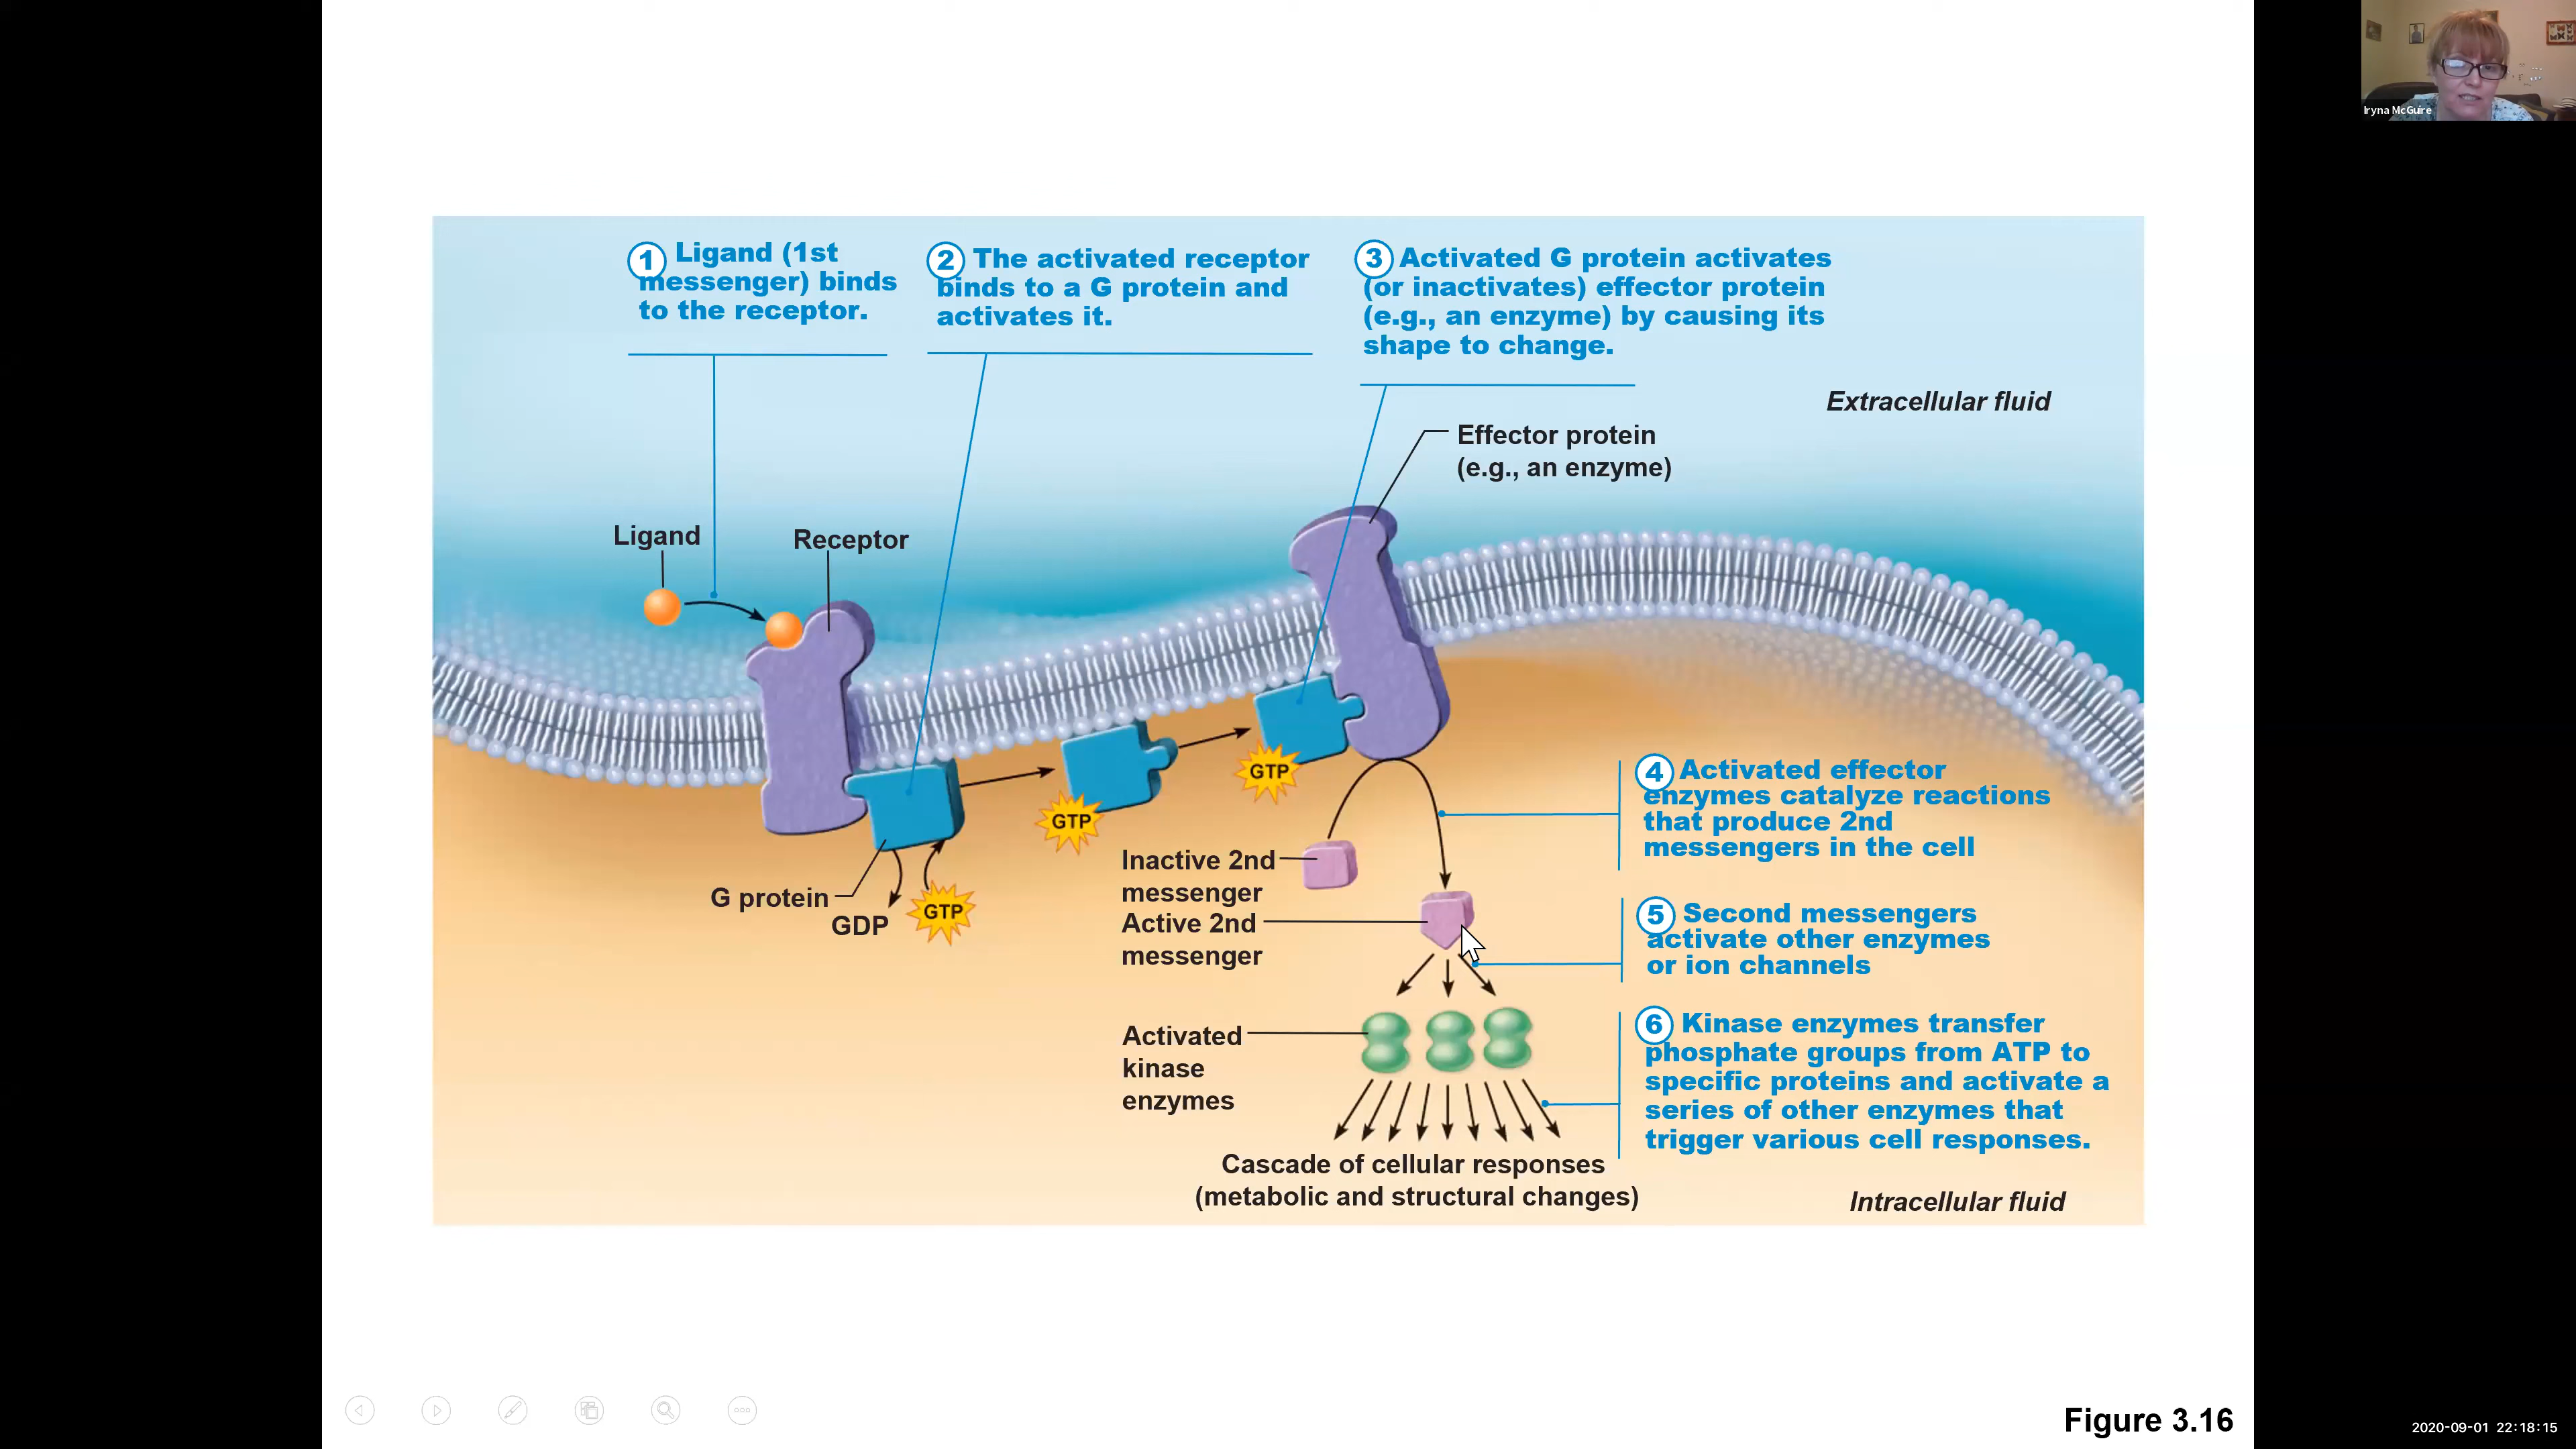 Iryna McGuire
1 Ligand (1st
messenger) binds
to the receptor.
2 The activated receptor
binds to a G protein and
activates it.
3 Activated G protein activates
(or inactivates) effector protein
(e.g., an enzyme) by causing its
shape to change.
Extracellular fluid
Effector protein
(e.g., an enzyme)
Ligand
Receptor
GTP
GTP
G protein
GDP
GTP
Inactive 2nd
messenger
Active 2nd
messenger
4 Activated effector
enzymes catalyze reactions
that produce 2nd
messengers in the cell
5 Second messengers
activate other enzymes
or ion channels
Activated
kinase
enzymes
6 Kinase enzymes transfer
phosphate groups from ATP to
specific proteins and activate a
series of other enzymes that
trigger various cell responses.
Cascade of cellular responses
(metabolic and structural changes)
Intracellular fluid
Figure 3.16
2020-09-01 22:18:15